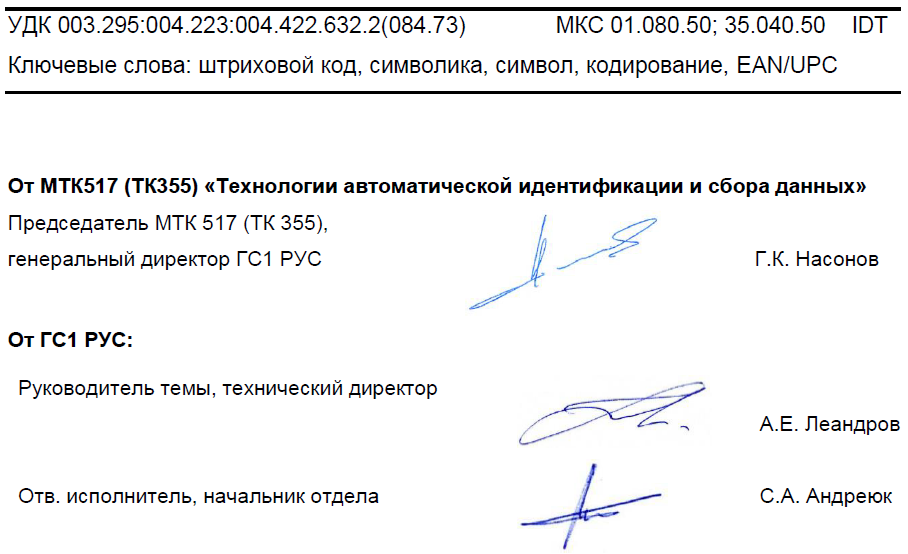 УДК 003.295:004.223:004.422.632.2(084.73) МКС 01.080.50; 35.040.50 IDT
Ключевые слова: штриховой код, символика, символ, кодирование, EAN/UPC
От МТК517 (ТК355) «Технологии автоматической идентификации и сбора данных»
Председатель МТК 517 (ТК 355),
генеральный директор ГС1 РУС Г.К. Насонов
От ГС1 РУС:
Руководитель темы, технический директор
А.Е. Леандров
Отв. исполнитель, начальник отдела С.А. Андреюк